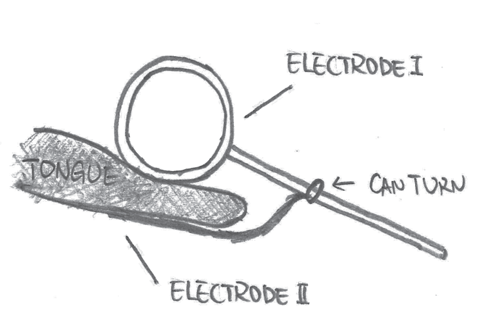 ELECTRODE I
TONGUE
← CAN TURN
ELECTRODE II